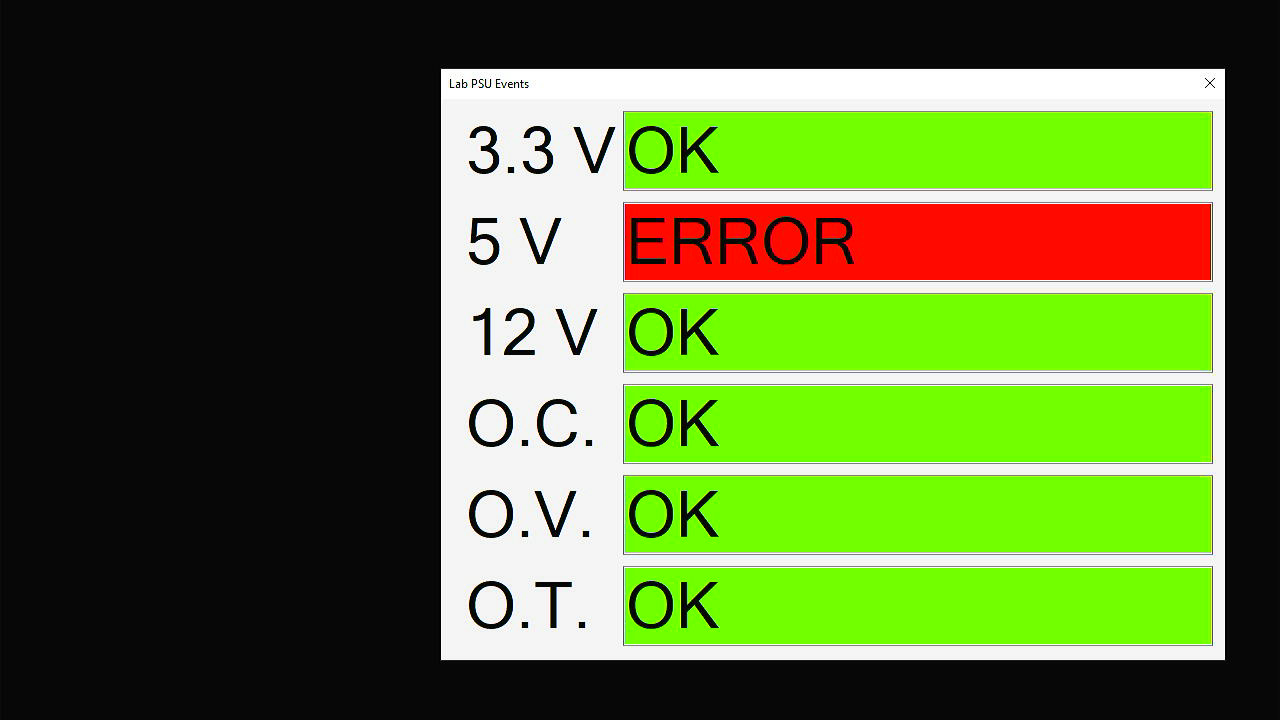 Lab PSU Events
3.3 V OK
5 V ERROR
12 V OK
O.C. OK
O.V. OK
O.T. OK